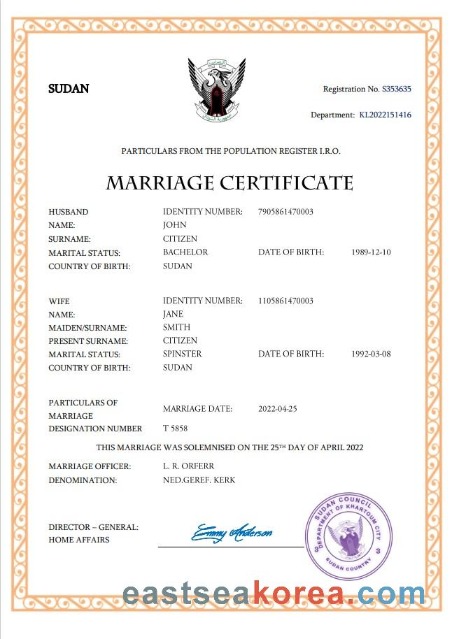 SUDAN
Registration No. S353635
Department: KL2022151416
PARTICULARS FROM THE POPULATION REGISTER I.R.O.
MARRIAGE CERTIFICATE
HUSBAND IDENTITY NUMBER: 7905861470003
NAME: JOHN
SURNAME: CITIZEN
MARITAL STATUS: BACHELOR DATE OF BIRTH: 1989-12-10
COUNTRY OF BIRTH: SUDAN
WIFE IDENTITY NUMBER: 1105861470003
NAME: JANE
MAIDEN/SURNAME: SMITH
PRESENT SURNAME: CITIZEN
MARITAL STATUS: SPINSTER DATE OF BIRTH: 1992-03-08
COUNTRY OF BIRTH: SUDAN
PARTICULARS OF
MARRIAGE MARRIAGE DATE: 2022-04-25
DESIGNATION NUMBER T 5858
THIS MARRIAGE WAS SOLEMNISED ON THE 25TH DAY OF APRIL 2022
MARRIAGE OFFICER: L. R. ORFERR
DENOMINATION: NED.GEREF. KERK
DIRECTOR – GENERAL:
HOME AFFAIRS
Emmy Anderson
SUDAN COUNCIL
DEPARTMENT OF KHARTOUM CITY
SUDAN COUNTRY
eastseakorea.com